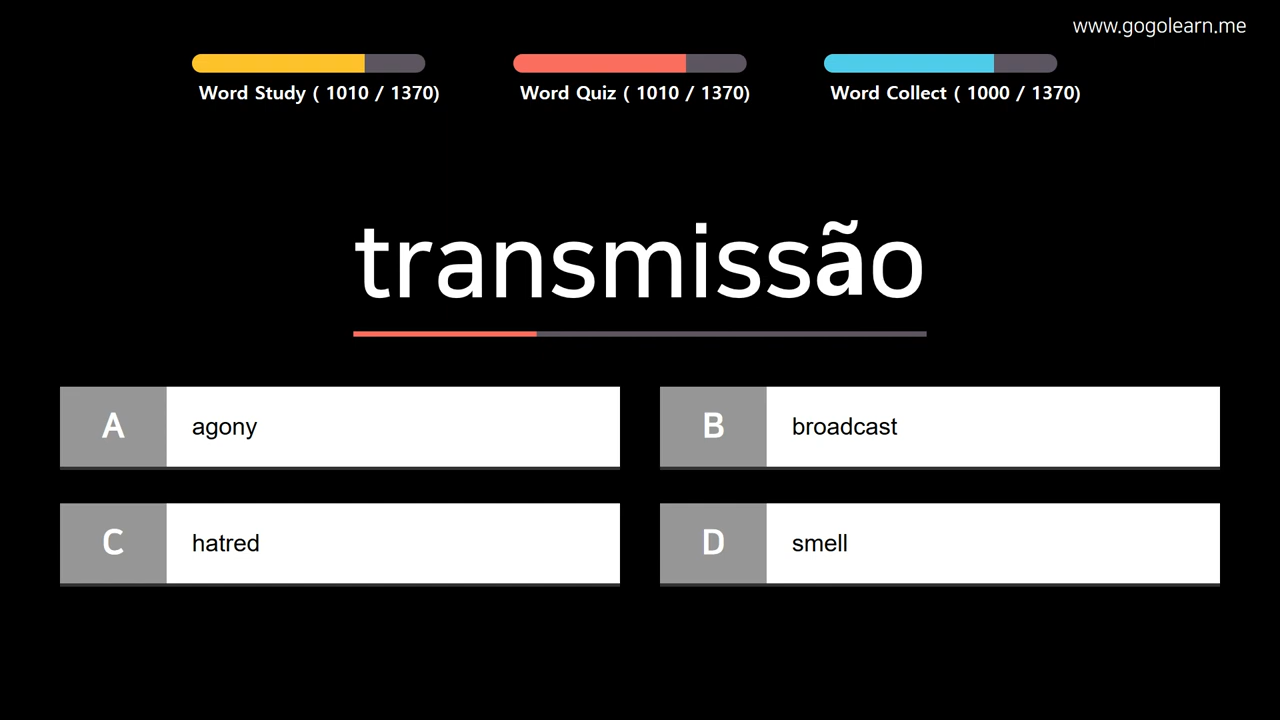 www.gogolearn.me
Word Study ( 1010 / 1370)
Word Quiz ( 1010 / 1370)
Word Collect ( 1000 / 1370)
transmissão
A
agony
B
broadcast
C
hatred
D
smell